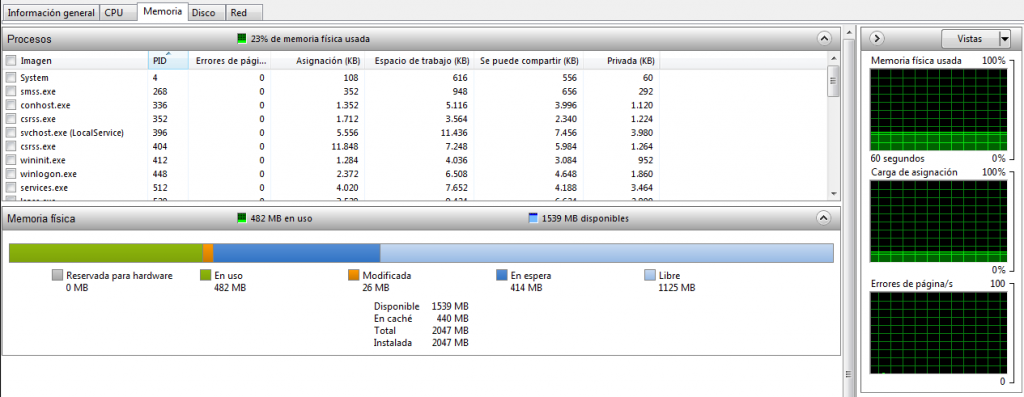 Información general CPU Memoria Disco Red
Procesos 23% de memoria física usada
Imagen PID Errores de pági... Asignación (KB) Espacio de trabajo (KB) Se puede compartir (KB) Privada (KB)
System 4 0 108 616 556 60
smss.exe 268 0 352 948 656 292
conhost.exe 336 0 1.352 5.116 3.996 1.120
csrss.exe 352 0 1.712 3.564 2.340 1.224
svchost.exe (LocalService) 396 0 5.556 11.436 7.456 3.980
csrss.exe 404 0 11.848 7.248 5.984 1.264
wininit.exe 412 0 1.284 4.036 3.084 952
winlogon.exe 448 0 2.372 6.508 4.648 1.860
services.exe 512 0 4.020 7.652 4.188 3.464
Memoria física 482 MB en uso 1539 MB disponibles
Reservada para hardware En uso Modificada En espera Libre
0 MB 482 MB 26 MB 414 MB 1125 MB
Disponible 1539 MB
En caché 440 MB
Total 2047 MB
Instalada 2047 MB
Vistas
Memoria física usada 100%
60 segundos 0%
Carga de asignación 100%
0%
Errores de página/s 100
0